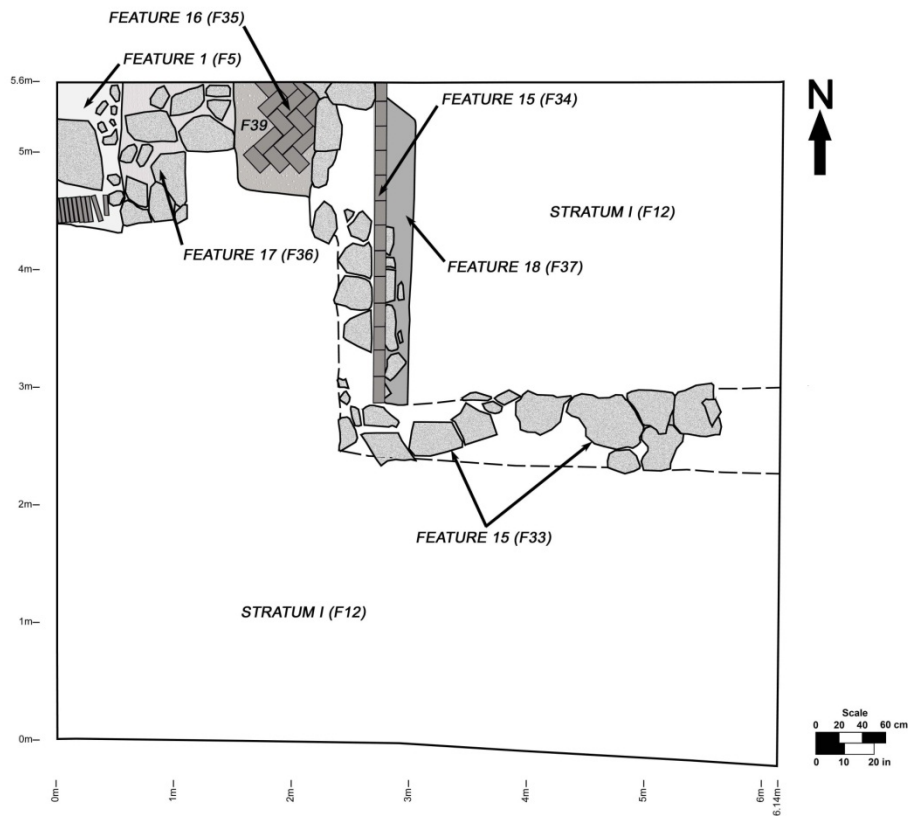 FEATURE 16 (F35)
FEATURE 1 (F5)
5.6m
N
FEATURE 15 (F34)
F39
5m
STRATUM I (F12)
FEATURE 17 (F36)
FEATURE 18 (F37)
4m
3m
2m
FEATURE 15 (F33)
1m
STRATUM I (F12)
0m
Scale
0 20 40 60 cm
0 10 20 in
0m
1m
2m
3m
4m
5m
6m
6.14m